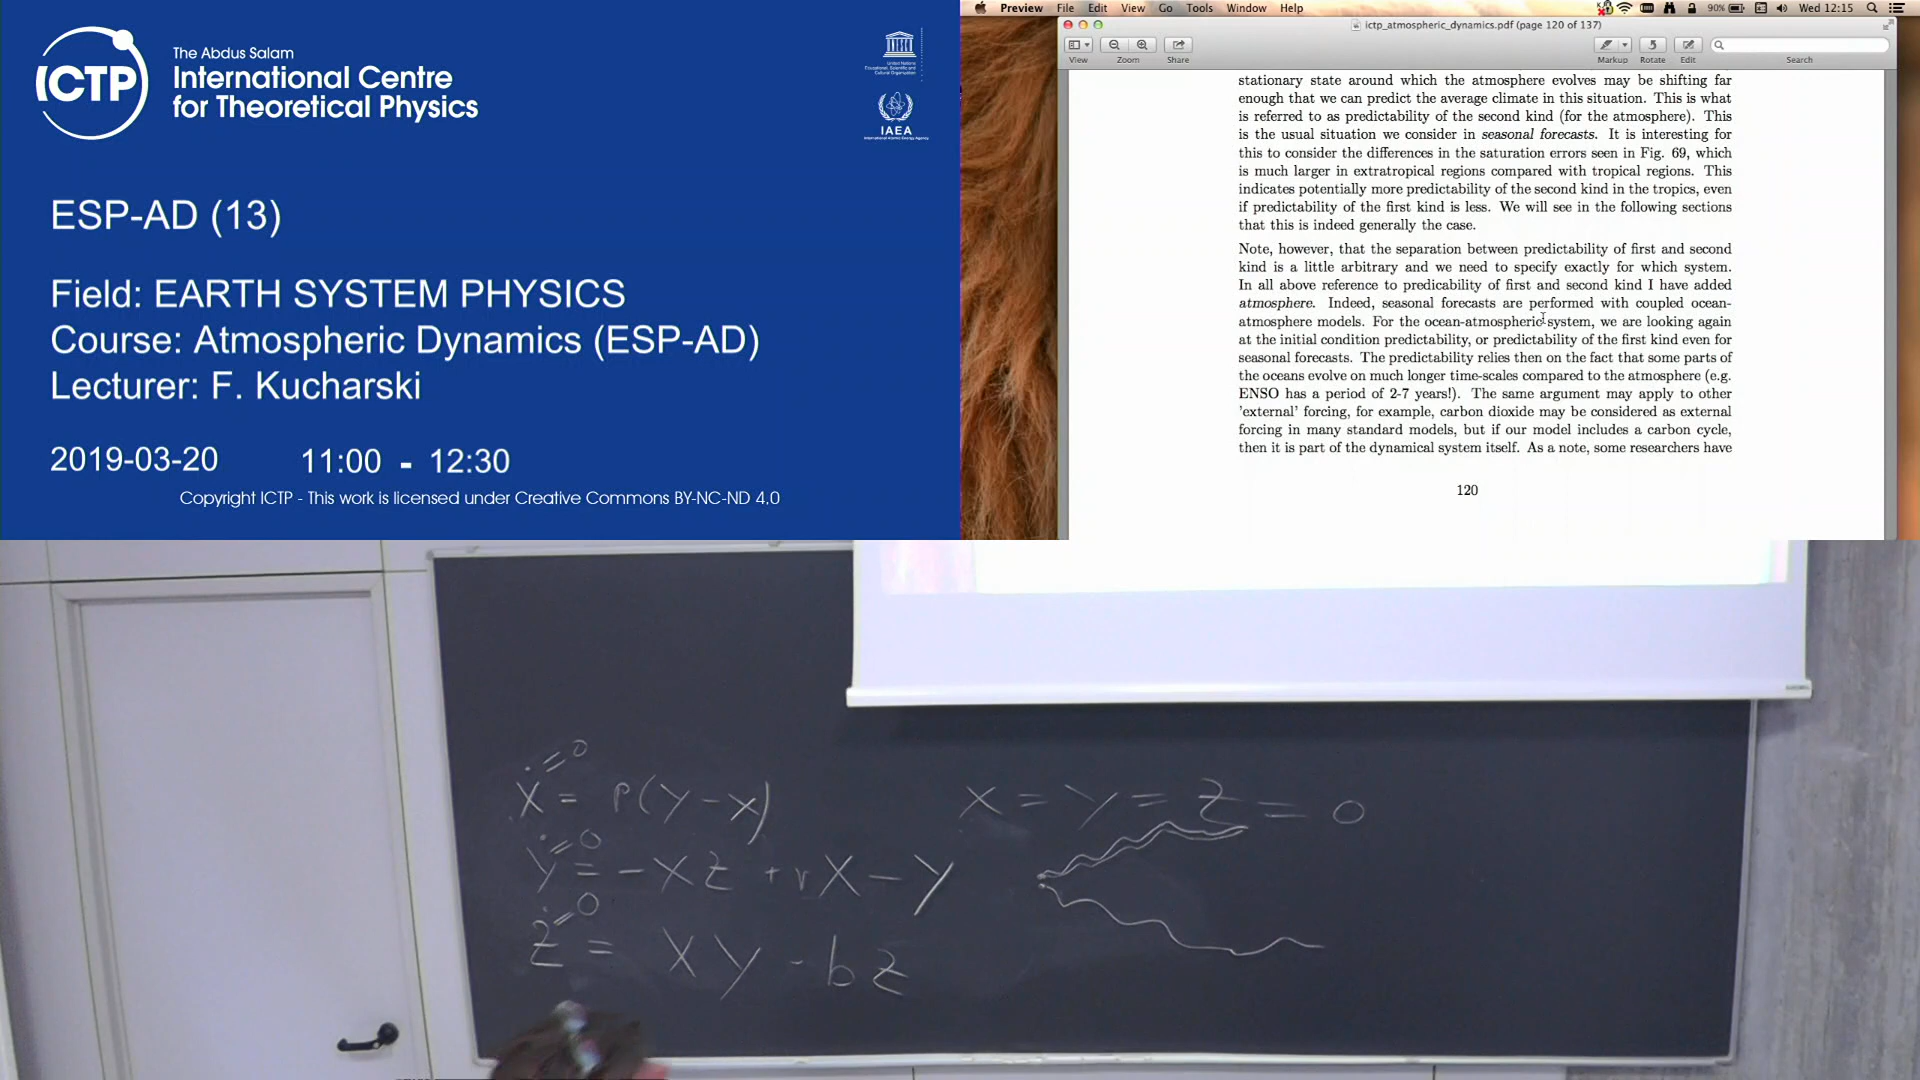 ICTP
The Abdus Salam
International Centre
for Theoretical Physics
IAEA
ESP-AD (13)
Field: EARTH SYSTEM PHYSICS
Course: Atmospheric Dynamics (ESP-AD)
Lecturer: F. Kucharski
2019-03-20 11:00 - 12:30
Copyright ICTP - This work is licensed under Creative Commons BY-NC-ND 4,0
Preview File Edit View Go Tools Window Help 90% Wed 12:15
ictp_atmospheric_dynamics.pdf (page 120 of 137)
View Zoom Share Markup Rotate Edit Search
stationary state around which the atmosphere evolves may be shifting far
enough that we can predict the average climate in this situation. This is what
is referred to as predictability of the second kind (for the atmosphere). This
is the usual situation we consider in seasonal forecasts. It is interesting for
this to consider the differences in the saturation errors seen in Fig. 69, which
is much larger in extratropical regions compared with tropical regions. This
indicates potentially more predictability of the second kind in the tropics, even
if predictability of the first kind is less. We will see in the following sections
that this is indeed generally the case.
Note, however, that the separation between predictability of first and second
kind is a little arbitrary and we need to specify exactly for which system.
In all above reference to predicability of first and second kind I have added
atmosphere. Indeed, seasonal forecasts are performed with coupled ocean-
atmosphere models. For the ocean-atmospheric system, we are looking again
at the initial condition predictability, or predictability of the first kind even for
seasonal forecasts. The predictability relies then on the fact that some parts of
the oceans evolve on much longer time-scales compared to the atmosphere (e.g.
ENSO has a period of 2-7 years!). The same argument may apply to other
'external' forcing, for example, carbon dioxide may be considered as external
forcing in many standard models, but if our model includes a carbon cycle,
then it is part of the dynamical system itself. As a note, some researchers have
120
=0
Ẋ = P(Y-X)
=0
Ẏ = -XZ + rX - Y
=0
Ż = XY - bZ
X = Y = Z = 0